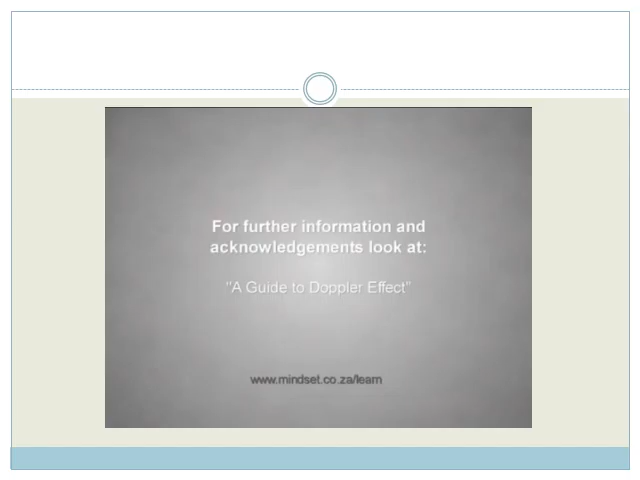 For further information and
acknowledgements look at:
"A Guide to Doppler Effect"
www.mindset.co.za/learn